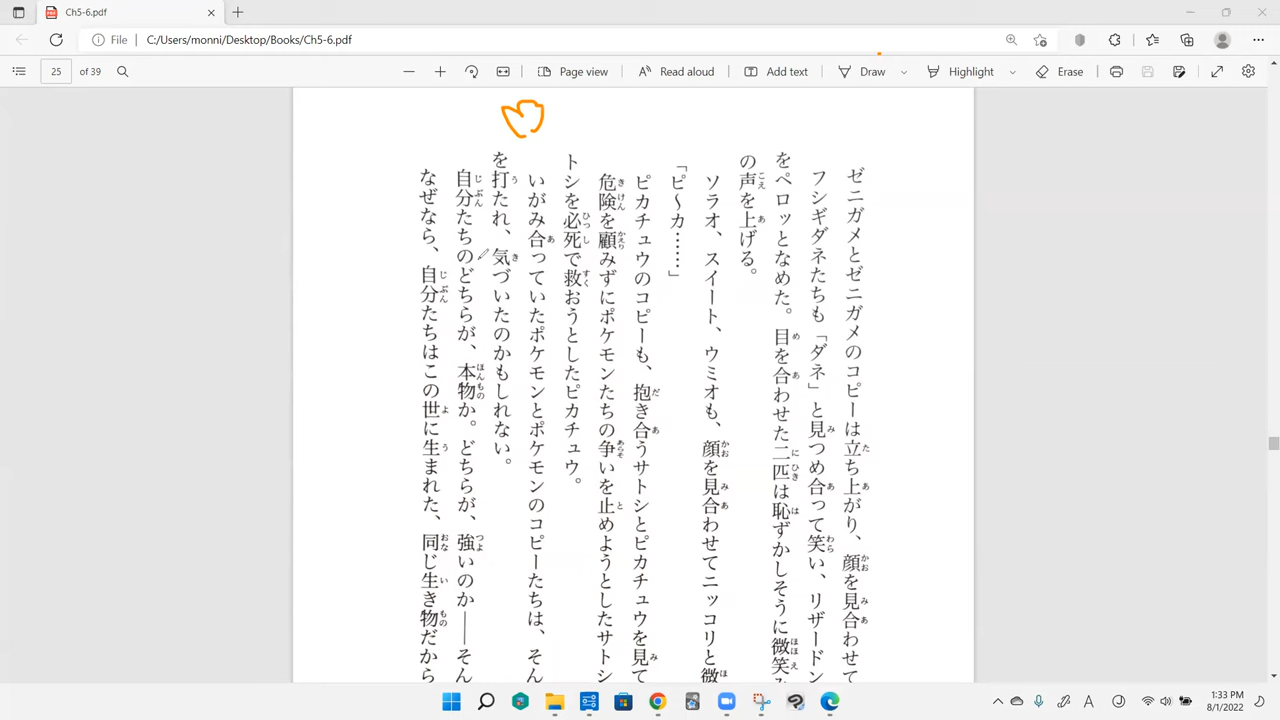 Ch5-6.pdf
File
C:/Users/monni/Desktop/Books/Ch5-6.pdf
25
of 39
Page view
Read aloud
Add text
Draw
Highlight
Erase
ゼニガメとゼニガメのコピーは立ち上がり、顔を見合わせて
フシギダネたちも「ダネ」と見つめ合って笑い、リザードン
をペロッとなめた。目を合わせた二匹は恥ずかしそうに微笑み
の声を上げる。
ソラオ、スイート、ウミオも、顔を見合わせてニッコリと微
「ピ〜カ……」
ピカチュウのコピーも、抱き合うサトシとピカチュウを見て
危険を顧みずにポケモンたちの争いを止めようとしたサトシ
トシを必死で救おうとしたピカチュウ。
いがみ合っていたポケモンとポケモンのコピーたちは、そん
を打たれ、気づいたのかもしれない。
自分たちのどちらが、本物か。どちらが、強いのか――そん
なぜなら、自分たちはこの世に生まれた、同じ生き物だから
1:33 PM
8/1/2022